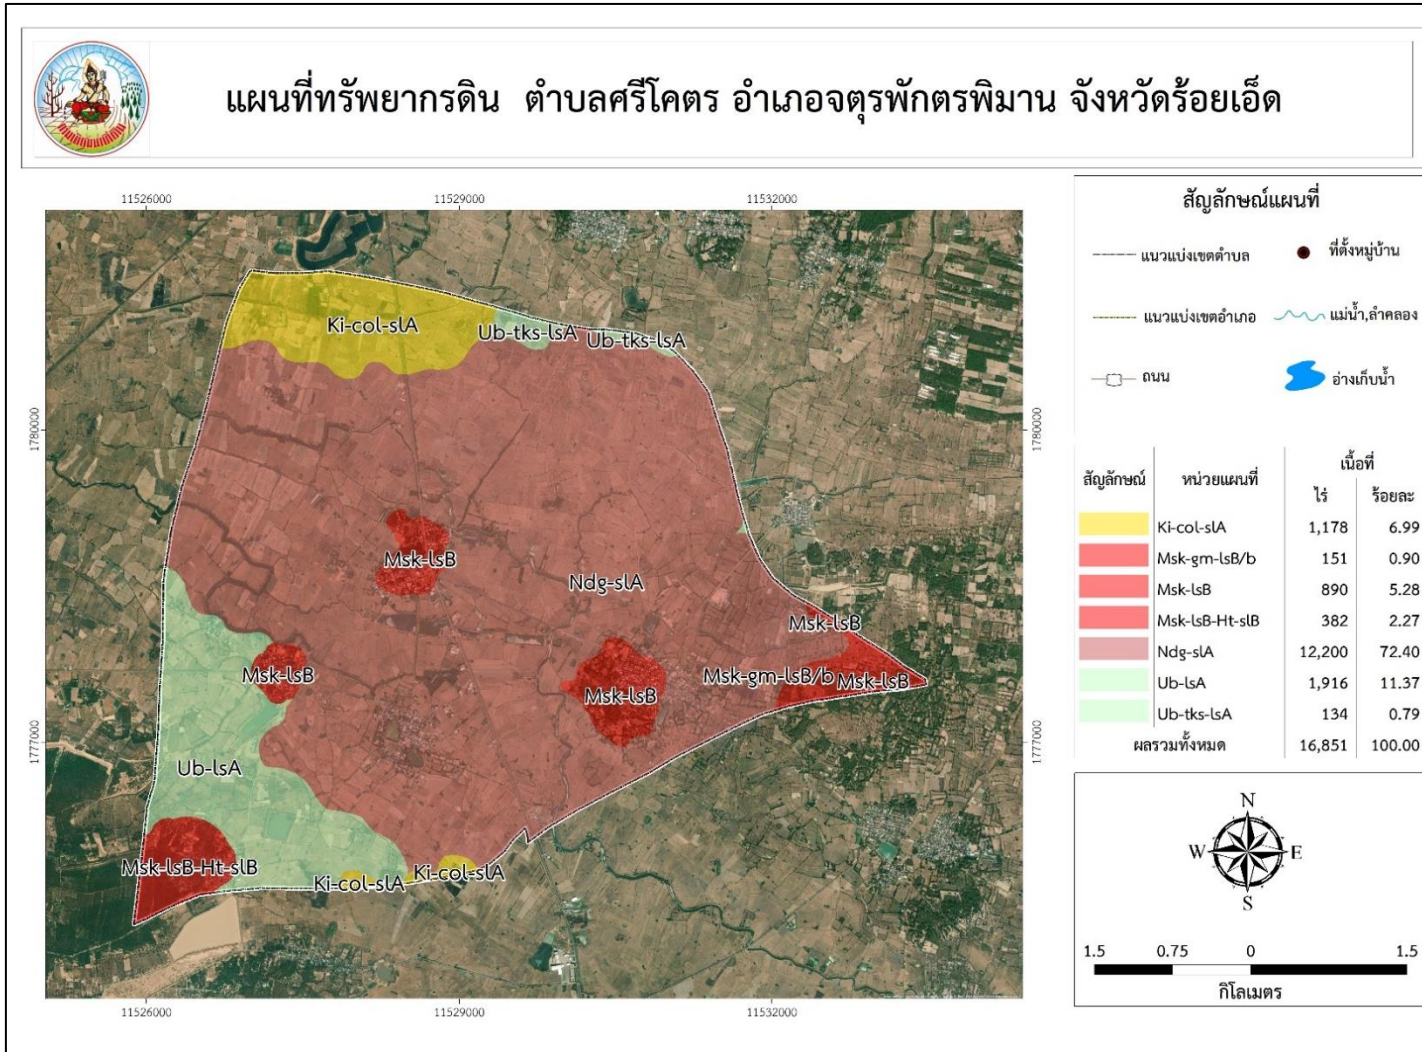 แผนที่ทรัพยากรดิน ตำบลศรีโคตร อำเภอจตุรพักตรพิมาน จังหวัดร้อยเอ็ด
11526000 11529000 11532000
1780000
1777000
Ki-col-slA
Ub-tks-lsA
Ub-tks-lsA
Msk-lsB
Ndg-slA
Msk-lsB
Msk-lsB
Msk-lsB
Msk-gm-lsB/b
Msk-lsB
Ub-lsA
Msk-lsB-Ht-slB
Ki-col-slA
Ki-col-slA
1780000
1777000
11526000 11529000 11532000
สัญลักษณ์แผนที่
แนวแบ่งเขตตำบล ที่ตั้งหมู่บ้าน
แนวแบ่งเขตอำเภอ แม่น้ำ,ลำคลอง
ถนน อ่างเก็บน้ำ
สัญลักษณ์ หน่วยแผนที่ เนื้อที่
ไร่ ร้อยละ
Ki-col-slA 1,178 6.99
Msk-gm-lsB/b 151 0.90
Msk-lsB 890 5.28
Msk-lsB-Ht-slB 382 2.27
Ndg-slA 12,200 72.40
Ub-lsA 1,916 11.37
Ub-tks-lsA 134 0.79
ผลรวมทั้งหมด 16,851 100.00
N
W E
S
1.5 0.75 0 1.5
กิโลเมตร